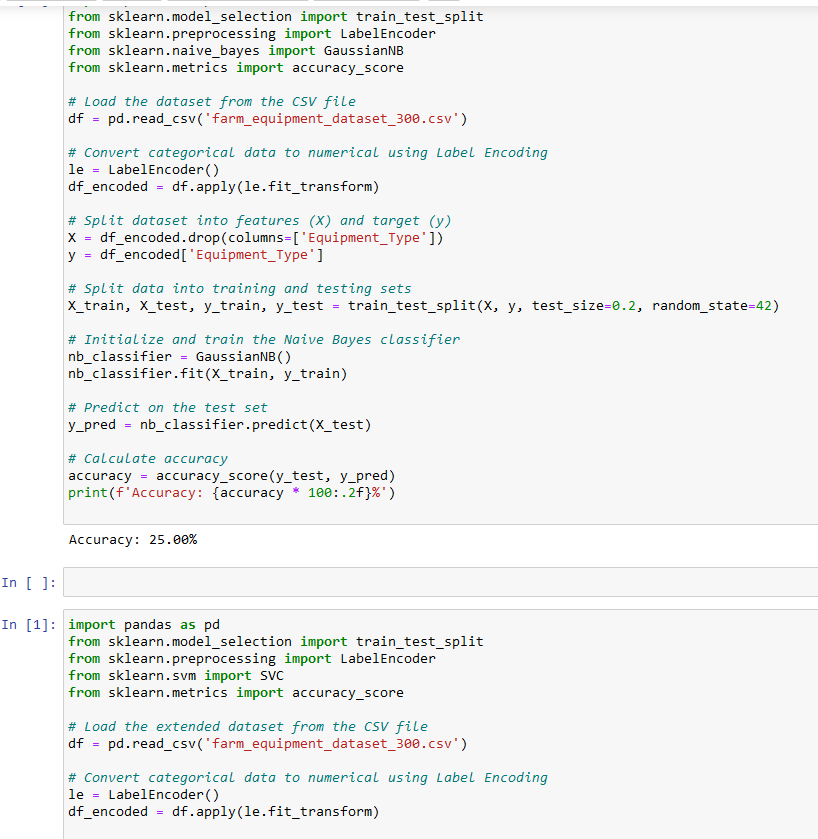 from sklearn.model_selection import train_test_split
from sklearn.preprocessing import LabelEncoder
from sklearn.naive_bayes import GaussianNB
from sklearn.metrics import accuracy_score
# Load the dataset from the CSV file
df = pd.read_csv('farm_equipment_dataset_300.csv')
# Convert categorical data to numerical using Label Encoding
le = LabelEncoder()
df_encoded = df.apply(le.fit_transform)
# Split dataset into features (X) and target (y)
X = df_encoded.drop(columns=['Equipment_Type'])
y = df_encoded['Equipment_Type']
# Split data into training and testing sets
X_train, X_test, y_train, y_test = train_test_split(X, y, test_size=0.2, random_state=42)
# Initialize and train the Naive Bayes classifier
nb_classifier = GaussianNB()
nb_classifier.fit(X_train, y_train)
# Predict on the test set
y_pred = nb_classifier.predict(X_test)
# Calculate accuracy
accuracy = accuracy_score(y_test, y_pred)
print(f'Accuracy: {accuracy * 100:.2f}%')
Accuracy: 25.00%
In [ ]:
In [1]: import pandas as pd
from sklearn.model_selection import train_test_split
from sklearn.preprocessing import LabelEncoder
from sklearn.svm import SVC
from sklearn.metrics import accuracy_score
# Load the extended dataset from the CSV file
df = pd.read_csv('farm_equipment_dataset_300.csv')
# Convert categorical data to numerical using Label Encoding
le = LabelEncoder()
df_encoded = df.apply(le.fit_transform)